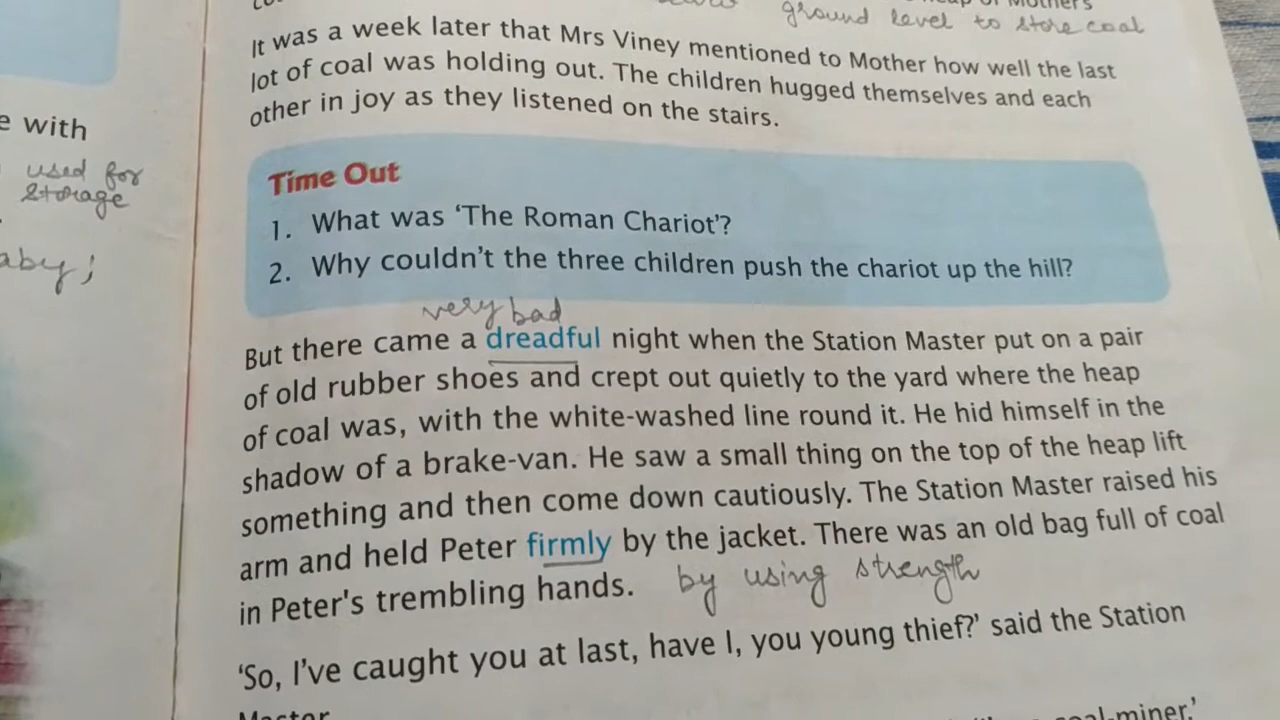 Mothers
ground level to store coal
It was a week later that Mrs Viney mentioned to Mother how well the last
lot of coal was holding out. The children hugged themselves and each
other in joy as they listened on the stairs.
e with
used for
storage
aby;
Time Out
1. What was ‘The Roman Chariot’?
2. Why couldn’t the three children push the chariot up the hill?
very bad
But there came a dreadful night when the Station Master put on a pair
of old rubber shoes and crept out quietly to the yard where the heap
of coal was, with the white-washed line round it. He hid himself in the
shadow of a brake-van. He saw a small thing on the top of the heap lift
something and then come down cautiously. The Station Master raised his
arm and held Peter firmly by the jacket. There was an old bag full of coal
in Peter's trembling hands.
by using strength
‘So, I’ve caught you at last, have I, you young thief?’ said the Station
Master
coal-miner.’